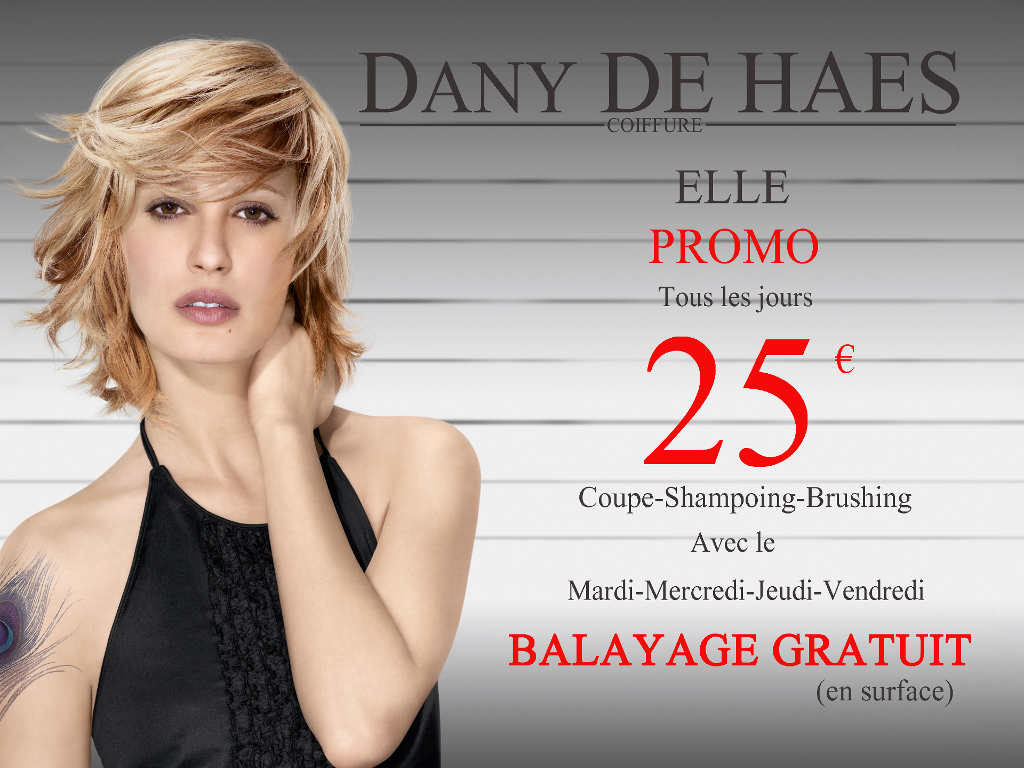 DANY DE HAES
COIFFURE
ELLE
PROMO
Tous les jours
25 €
Coupe-Shampoing-Brushing
Avec le
Mardi-Mercredi-Jeudi-Vendredi
BALAYAGE GRATUIT
(en surface)